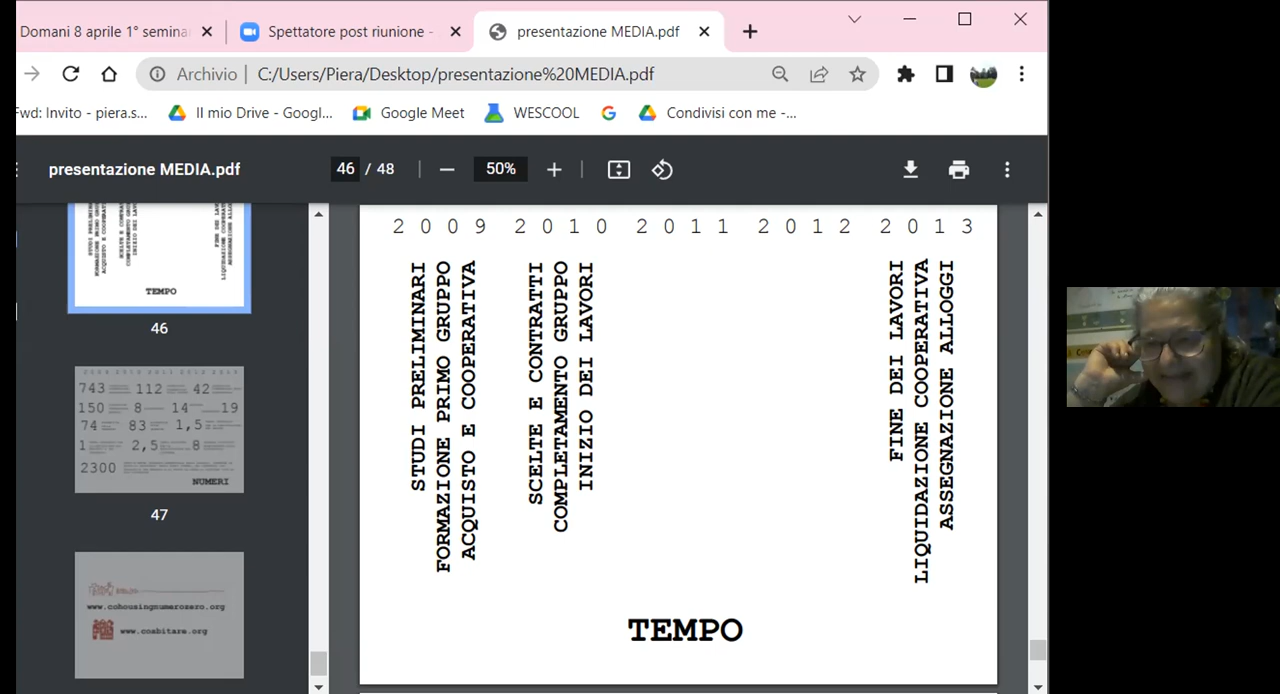 Domani 8 aprile 1° semina
Spettatore post riunione -
presentazione MEDIA.pdf
Archivio
C:/Users/Piera/Desktop/presentazione%20MEDIA.pdf
Fwd: Invito - piera.s...
Il mio Drive - Googl...
Google Meet
WESCOOL
Condivisi con me -...
presentazione MEDIA.pdf
46 / 48
50%
TEMPO
46
743 112 42
150 8 14 19
74 83 1,5
1 2,5 8
2300
NUMERI
47
www.cohousingnumerozero.org
www.coabitare.org
2009 2010 2011 2012 2013
STUDI PRELIMINARI
FORMAZIONE PRIMO GRUPPO
ACQUISTO E COOPERATIVA
SCELTE E CONTRATTI
COMPLETAMENTO GRUPPO
INIZIO DEI LAVORI
FINE DEI LAVORI
LIQUIDAZIONE COOPERATIVA
ASSEGNAZIONE ALLOGGI
TEMPO